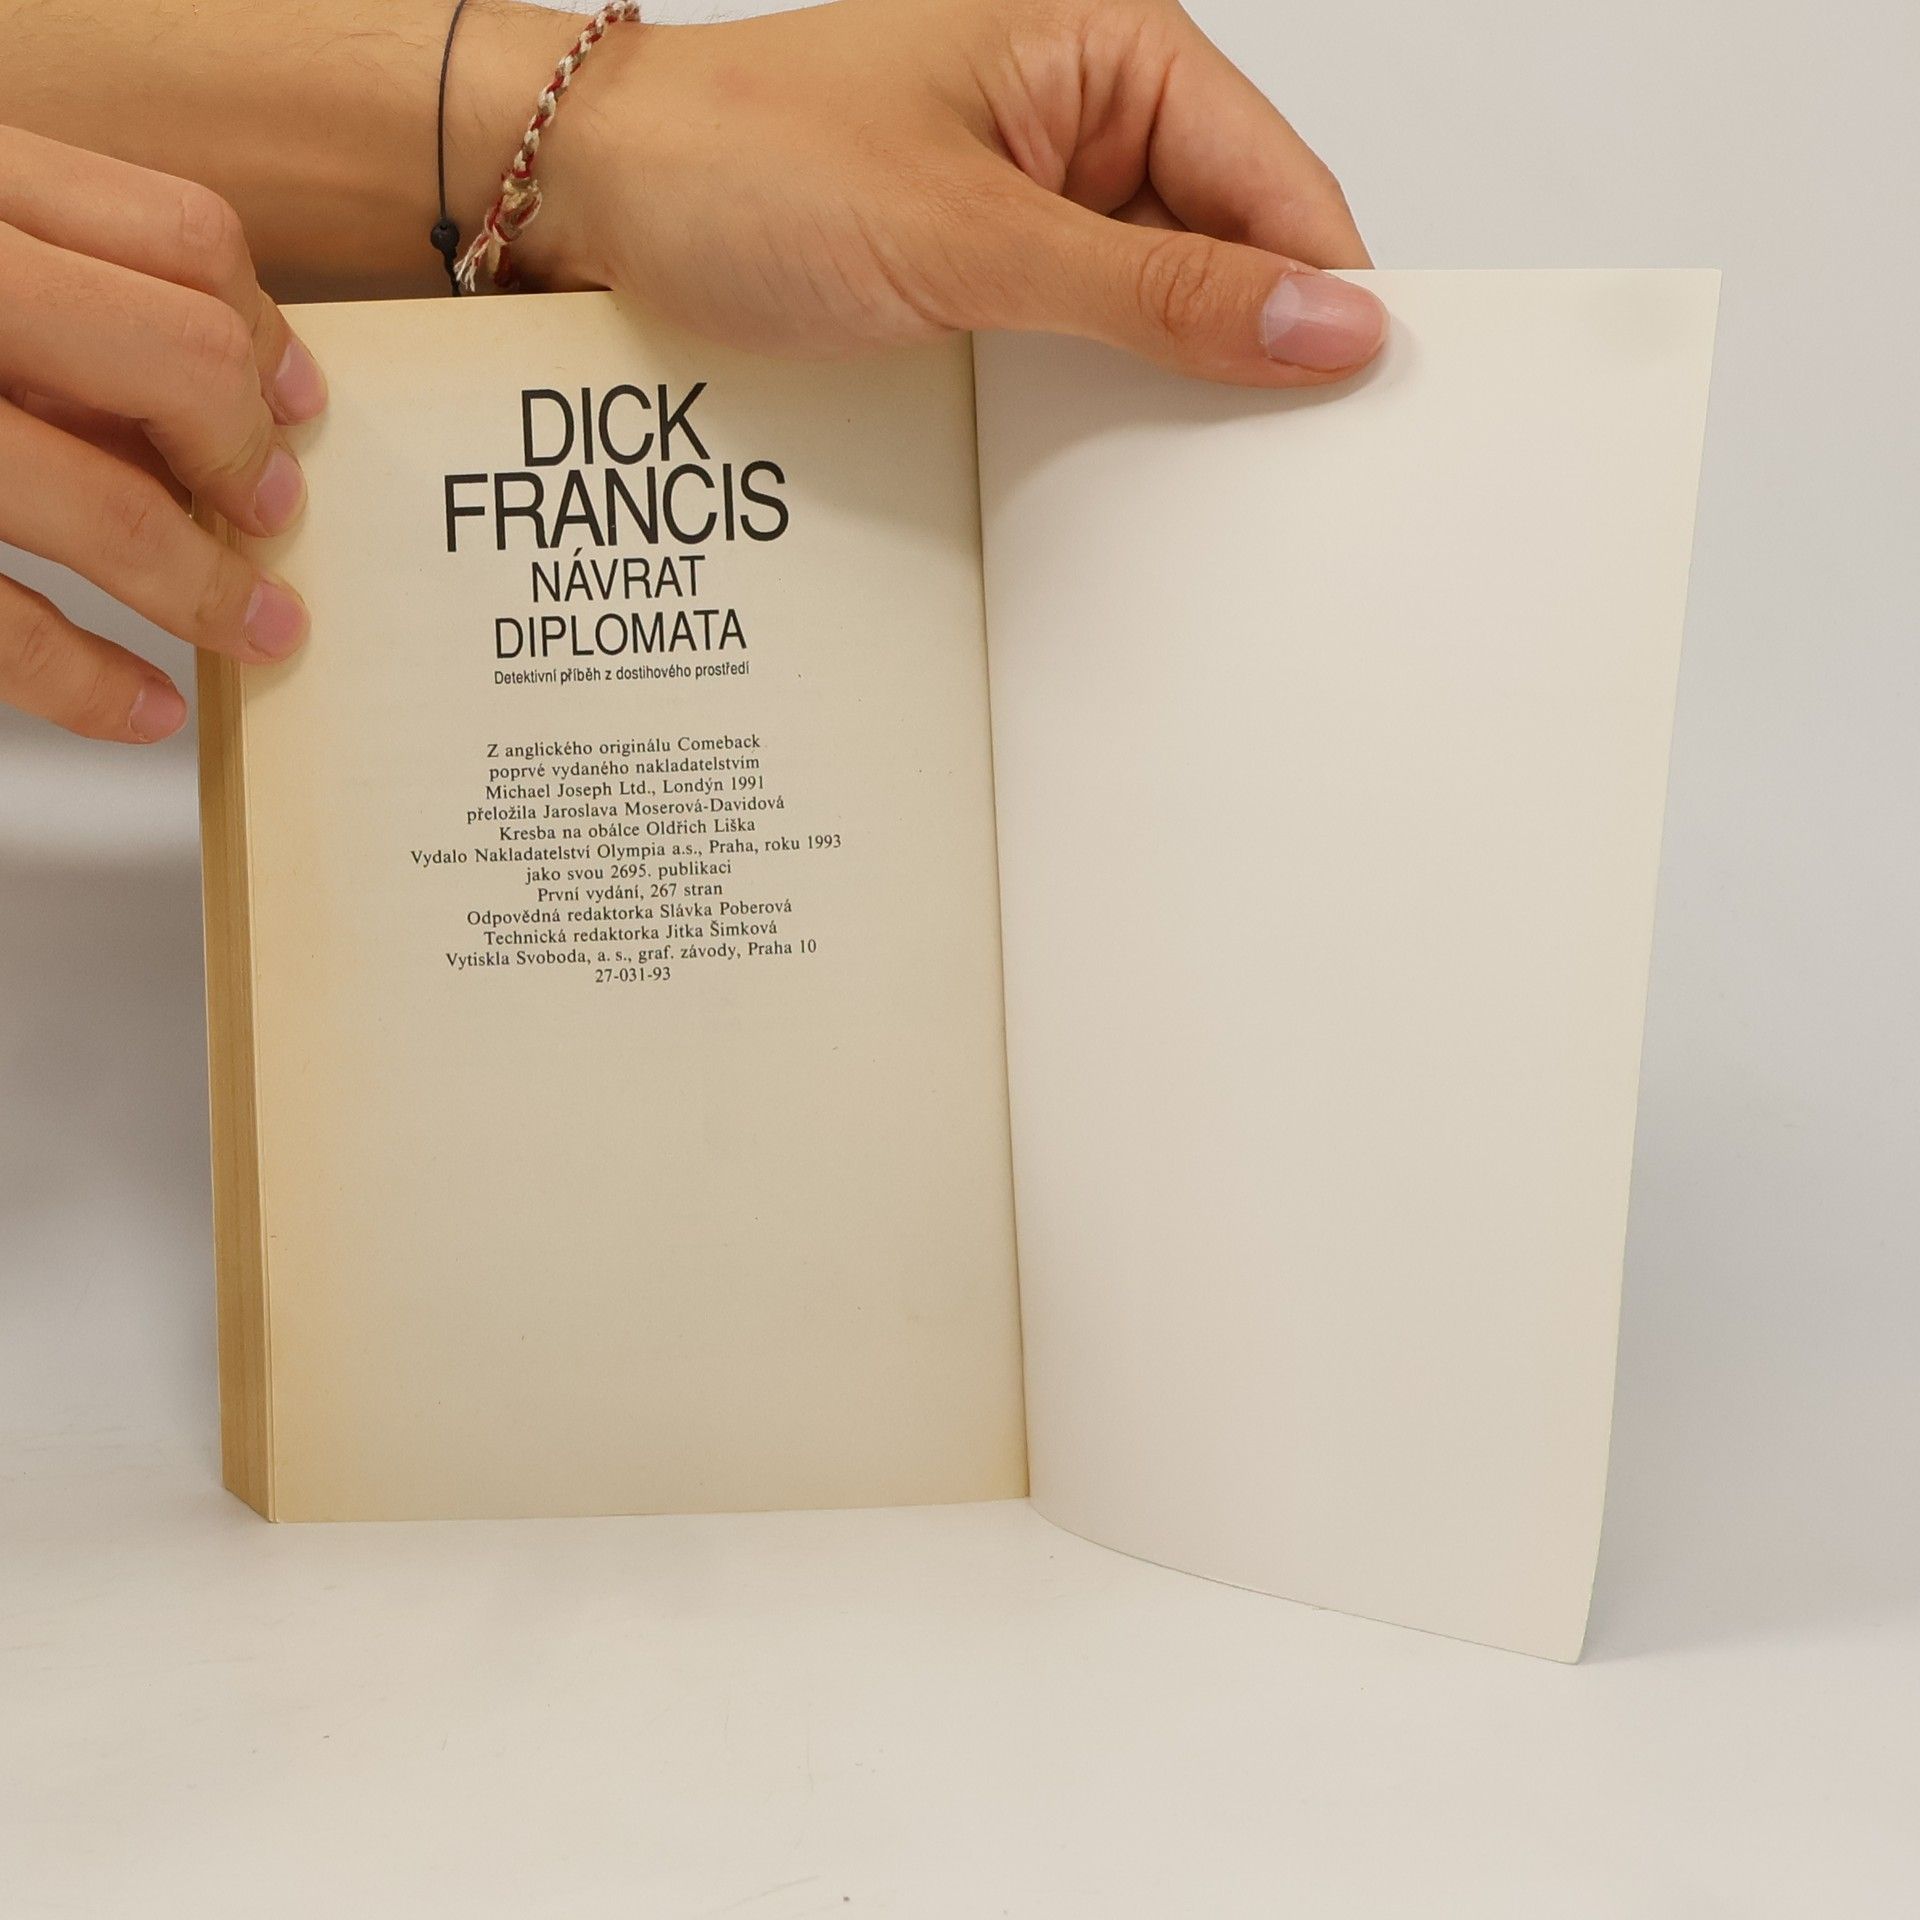 DICK
FRANCIS
NÁVRAT
DIPLOMATA
Detektivní příběh z dostihového prostředí
Z anglického originálu Comeback
poprvé vydaného nakladatelstvím
Michael Joseph Ltd., Londýn 1991
přeložila Jaroslava Moserová-Davidová
Kresba na obálce Oldřich Liška
Vydalo Nakladatelství Olympia a.s., Praha, roku 1993
jako svou 2695. publikaci
První vydání, 267 stran
Odpovědná redaktorka Slávka Poberová
Technická redaktorka Jitka Šimková
Vytiskla Svoboda, a. s., graf. závody, Praha 10
27-031-93